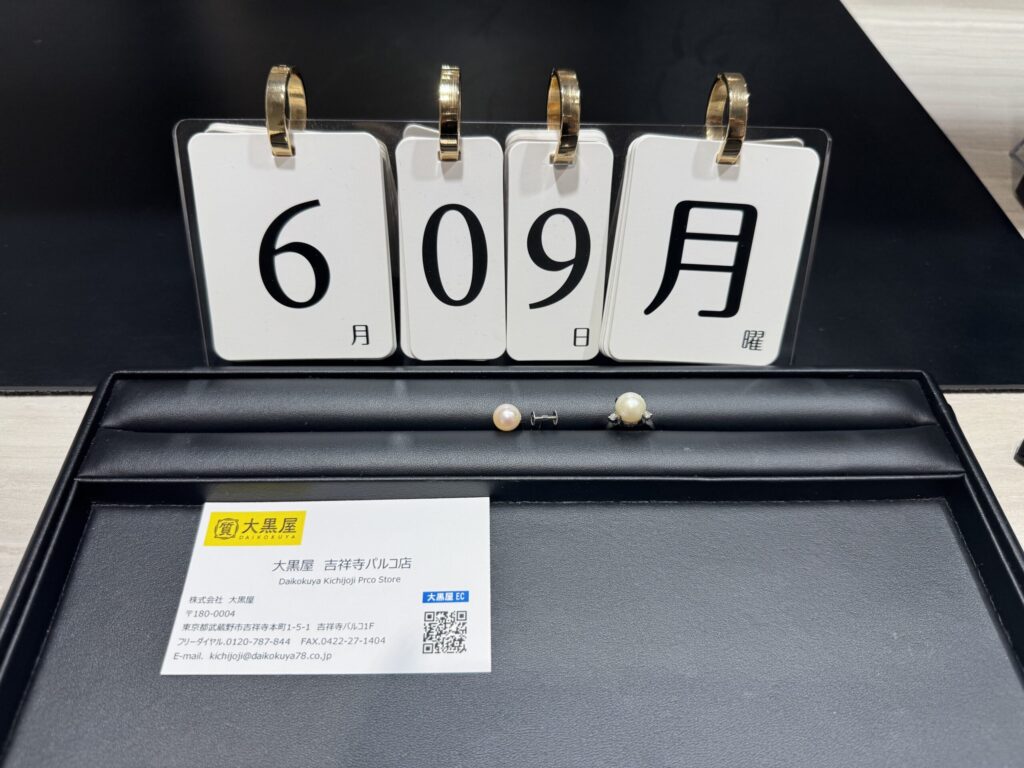 6
月
0
9
日
月
曜
質 大黒屋
DAIKOKUYA
大黒屋 吉祥寺パルコ店
Daikokuya Kichijoji Prco Store
株式会社 大黒屋
〒180-0004
東京都武蔵野市吉祥寺本町1-5-1 吉祥寺パルコ1F
フリーダイヤル.0120-787-844 FAX.0422-27-1404
E-mail. kichijoji@daikokuya78.co.jp
大黒屋 EC